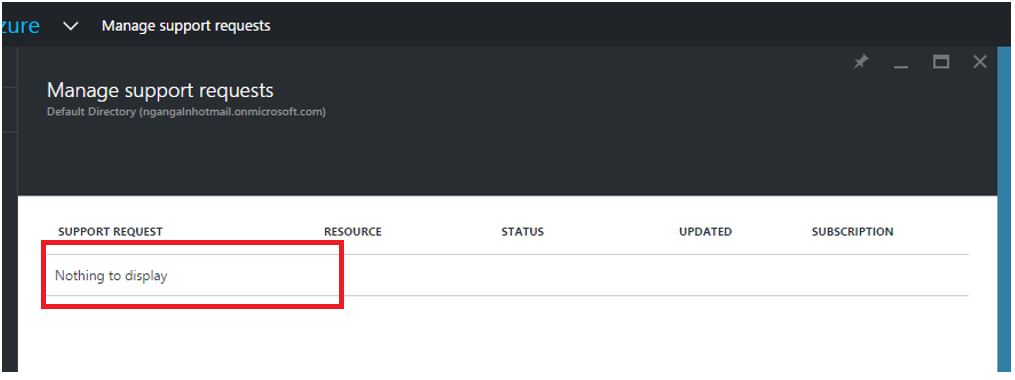 zure Manage support requests
Manage support requests
Default Directory (ngangalnhotmail.onmicrosoft.com)
SUPPORT REQUEST RESOURCE STATUS UPDATED SUBSCRIPTION
Nothing to display